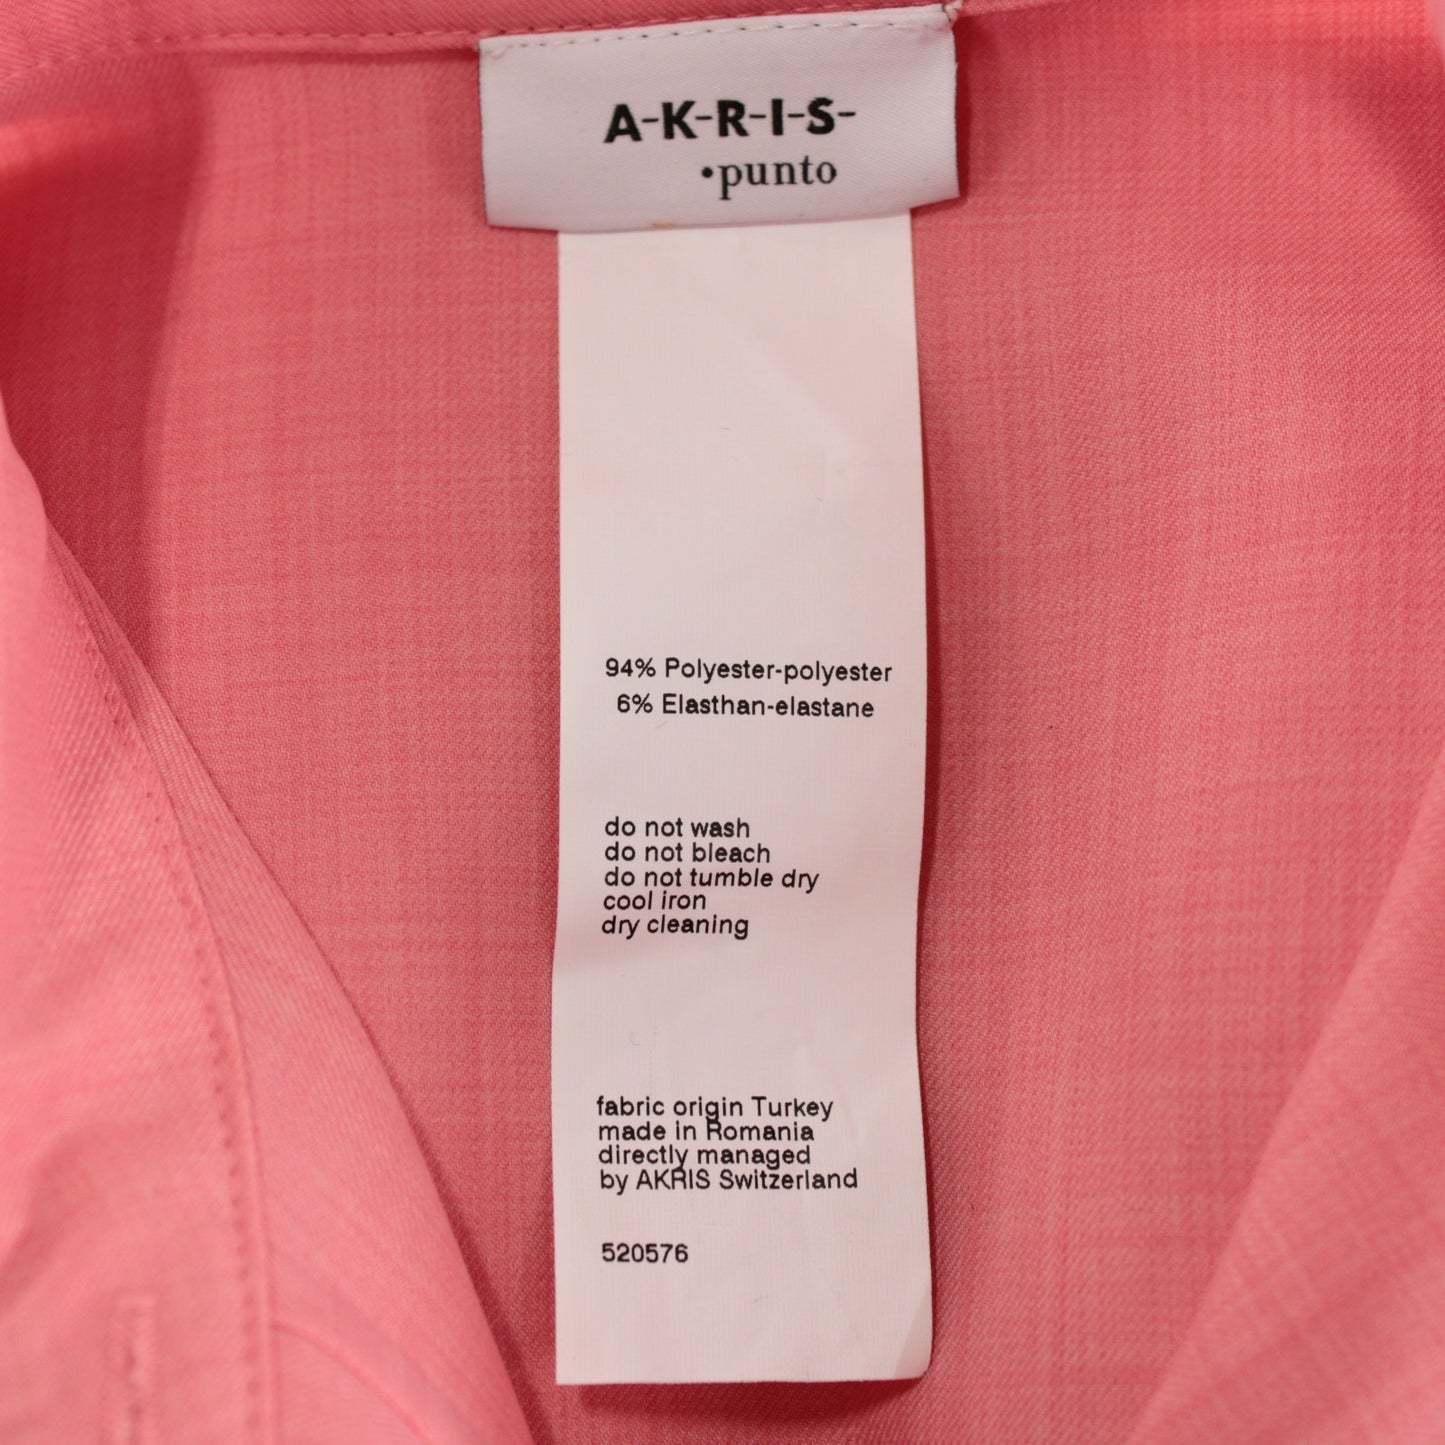 A-K-R-I-S-
•punto
94% Polyester-polyester
6% Elasthan-elastane
do not wash
do not bleach
do not tumble dry
cool iron
dry cleaning
fabric origin Turkey
made in Romania
directly managed
by AKRIS Switzerland
520576